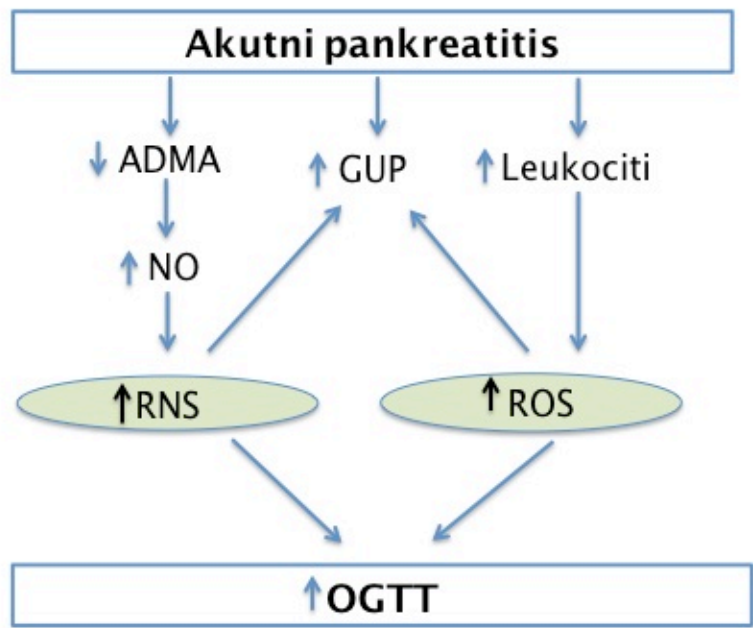 Akutni pankreatitis
↓ ADMA
↑ GUP
↑ Leukociti
↑ NO
↑RNS
↑ ROS
↑OGTT